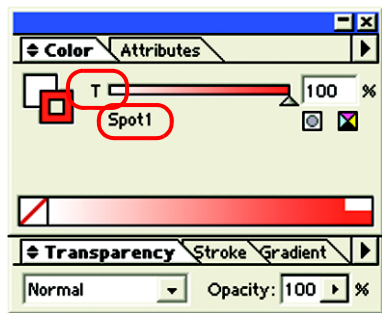 Color Attributes
T 100 %
Spot1
Transparency Stroke Gradient
Normal Opacity: 100 %